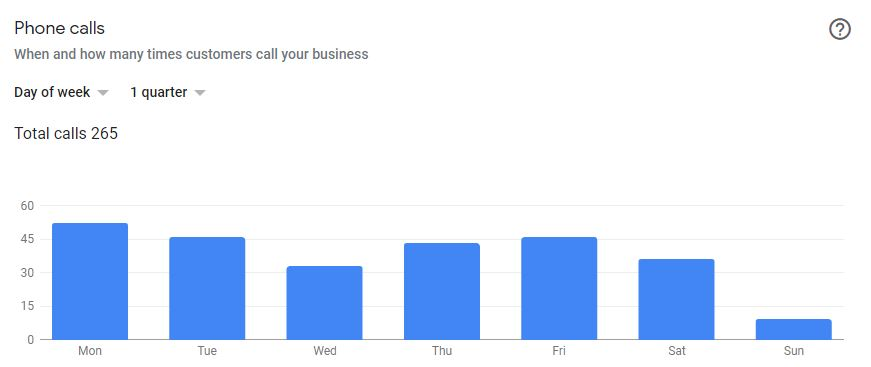 Phone calls
?
When and how many times customers call your business
Day of week 1 quarter
Total calls 265
60
45
30
15
0
Mon Tue Wed Thu Fri Sat Sun